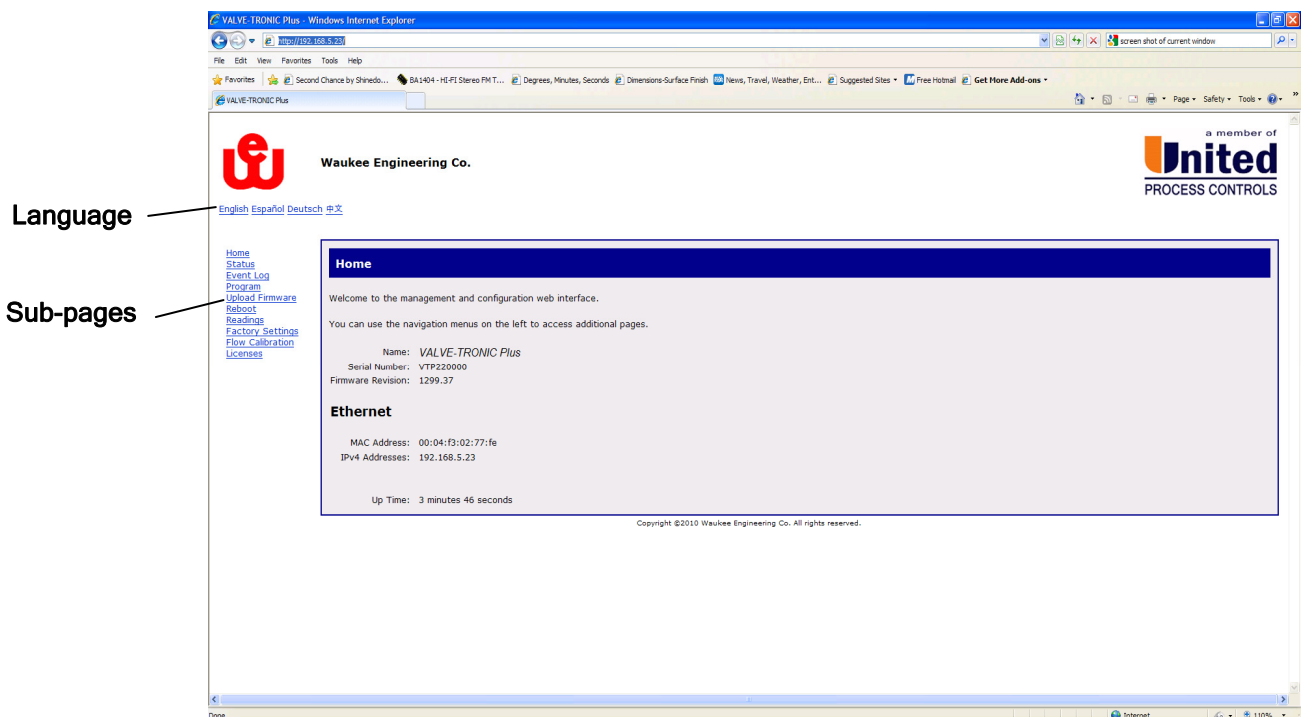 VALVE-TRONIC Plus - Windows Internet Explorer
http://192.168.5.23/
screen shot of current window
File Edit View Favorites Tools Help
Favorites Second Chance by Shinedo... BA1404 - HI-FI Stereo FM T... Degrees, Minutes, Seconds Dimensions-Surface Finish News, Travel, Weather, Ent... Suggested Sites Free Hotmail Get More Add-ons
VALVE-TRONIC Plus
Page Safety Tools »
Waukee Engineering Co.
a member of
United
PROCESS CONTROLS
Language
English Español Deutsch 中文
Sub-pages
Home
Status
Event Log
Program
Upload Firmware
Reboot
Readings
Factory Settings
Flow Calibration
Licenses
Home
Welcome to the management and configuration web interface.
You can use the navigation menus on the left to access additional pages.
Name: VALVE-TRONIC Plus
Serial Number: VTP220000
Firmware Revision: 1299.37
Ethernet
MAC Address: 00:04:f3:02:77:fe
IPv4 Addresses: 192.168.5.23
Up Time: 3 minutes 46 seconds
Copyright ©2010 Waukee Engineering Co. All rights reserved.
Done
Internet
110%